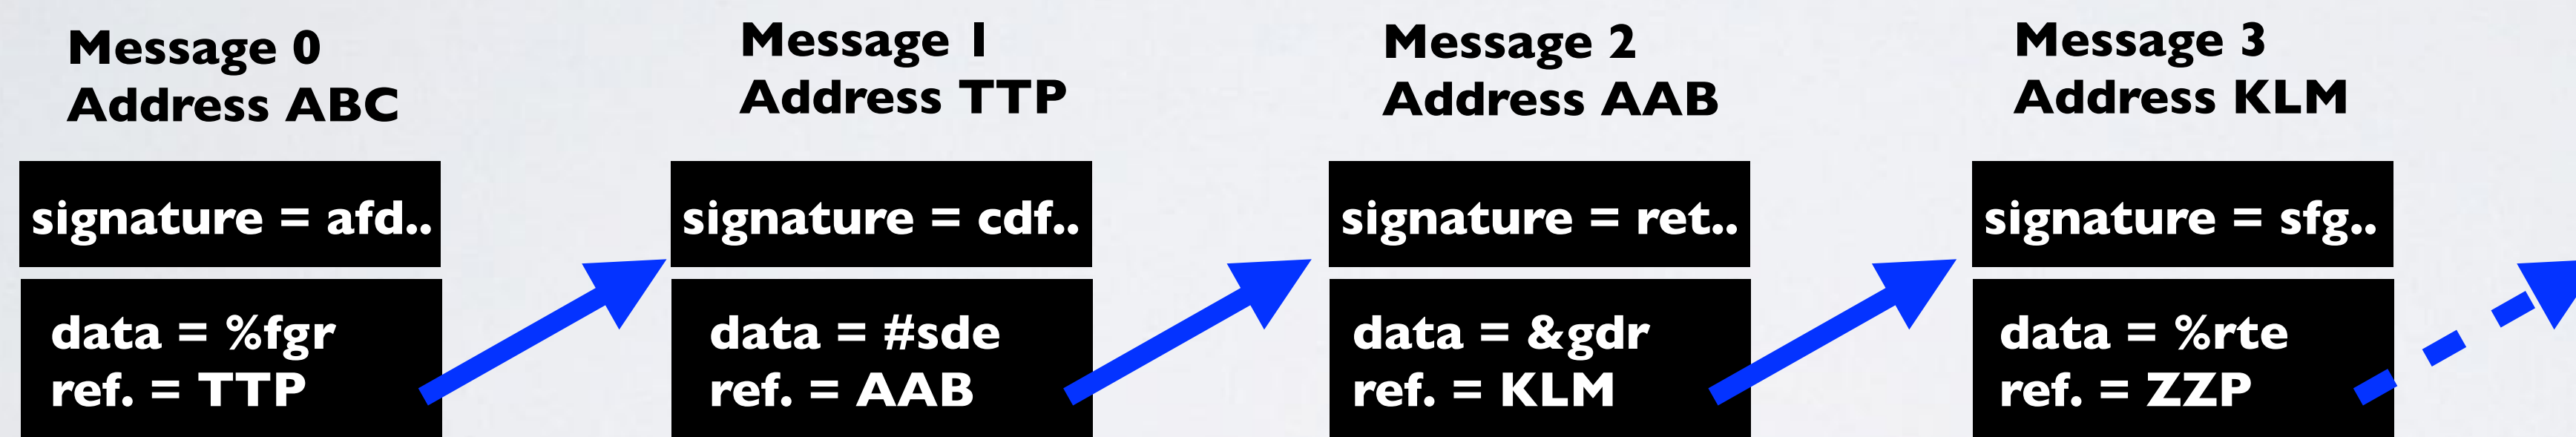 Message 0
Address ABC
signature = afd..
data = %fgr
ref. = TTP
Message 1
Address TTP
signature = cdf..
data = #sde
ref. = AAB
Message 2
Address AAB
signature = ret..
data = &gdr
ref. = KLM
Message 3
Address KLM
signature = sfg..
data = %rte
ref. = ZZP